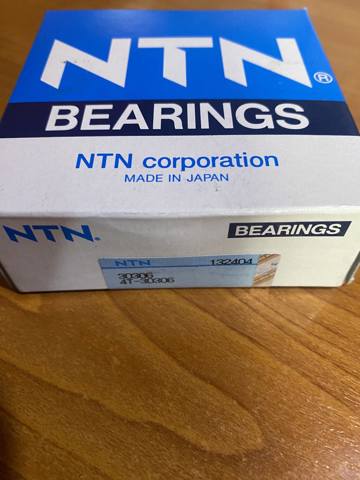 NTN®
BEARINGS
NTN corporation
MADE IN JAPAN
NTN® BEARINGS
NTN 132404
30306
4T-30306